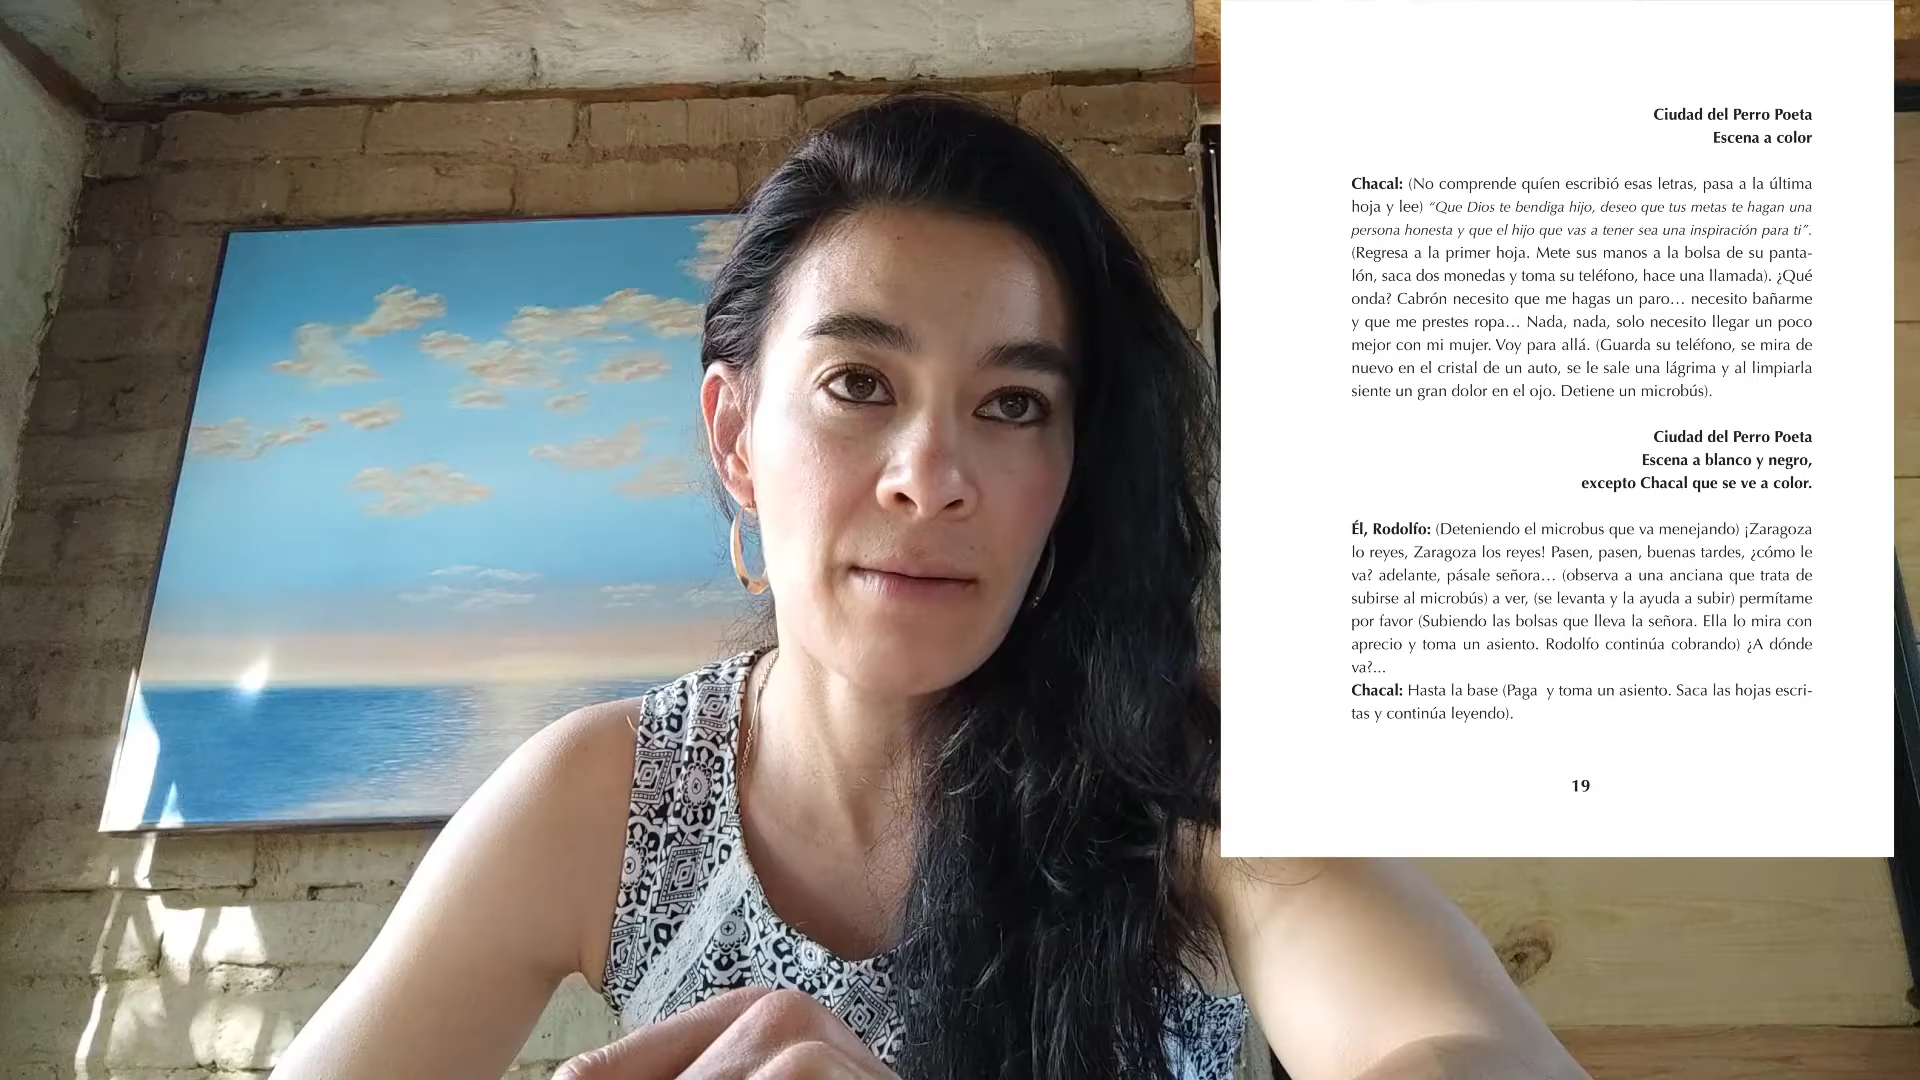 Ciudad del Perro Poeta
Escena a color
Chacal: (No comprende quíen escribió esas letras, pasa a la última
hoja y lee) “Que Dios te bendiga hijo, deseo que tus metas te hagan una
persona honesta y que el hijo que vas a tener sea una inspiración para ti”.
(Regresa a la primer hoja. Mete sus manos a la bolsa de su panta-
lón, saca dos monedas y toma su teléfono, hace una llamada). ¿Qué
onda? Cabrón necesito que me hagas un paro… necesito bañarme
y que me prestes ropa… Nada, nada, solo necesito llegar un poco
mejor con mi mujer. Voy para allá. (Guarda su teléfono, se mira de
nuevo en el cristal de un auto, se le sale una lágrima y al limpiarla
siente un gran dolor en el ojo. Detiene un microbús).
Ciudad del Perro Poeta
Escena a blanco y negro,
excepto Chacal que se ve a color.
Él, Rodolfo: (Deteniendo el microbus que va menejando) ¡Zaragoza
lo reyes, Zaragoza los reyes! Pasen, pasen, buenas tardes, ¿cómo le
va? adelante, pásale señora… (observa a una anciana que trata de
subirse al microbús) a ver, (se levanta y la ayuda a subir) permítame
por favor (Subiendo las bolsas que lleva la señora. Ella lo mira con
aprecio y toma un asiento. Rodolfo continúa cobrando) ¿A dónde
va?...
Chacal: Hasta la base (Paga  y toma un asiento. Saca las hojas escri-
tas y continúa leyendo).
19